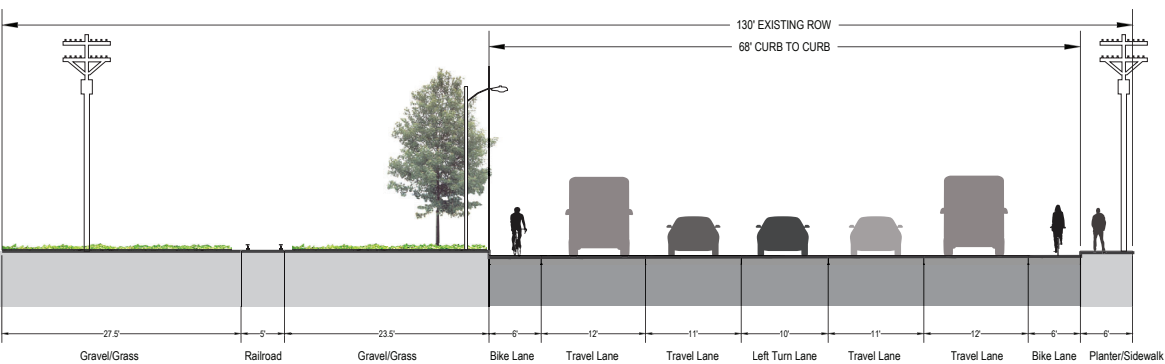 130' EXISTING ROW
68' CURB TO CURB
27.5' 5' 23.5' 6' 12' 11' 10' 11' 12' 6' 6'
Gravel/Grass Railroad Gravel/Grass Bike Lane Travel Lane Travel Lane Left Turn Lane Travel Lane Travel Lane Bike Lane Planter/Sidewalk